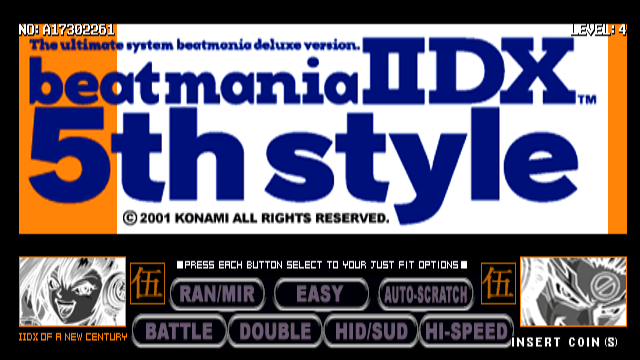 NO: A17302261 LEVEL: 4
The ultimate system beatmania deluxe version.
beatmania IIDX ™
5th style
© 2001 KONAMI ALL RIGHTS RESERVED.
■PRESS EACH BUTTON SELECT TO YOUR JUST FIT OPTIONS■
伍 RAN/MIR EASY AUTO-SCRATCH 伍
BATTLE DOUBLE HID/SUD HI-SPEED
IIDX OF A NEW CENTURY INSERT COIN(S)